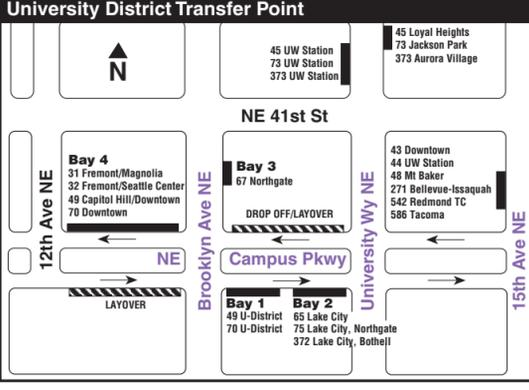 University District Transfer Point
N
45 UW Station
73 UW Station
373 UW Station
45 Loyal Heights
73 Jackson Park
373 Aurora Village
NE 41st St
12th Ave NE
Bay 4
31 Fremont/Magnolia
32 Fremont/Seattle Center
49 Capitol Hill/Downtown
70 Downtown
Brooklyn Ave NE
Bay 3
67 Northgate
DROP OFF/LAYOVER
University Wy NE
43 Downtown
44 UW Station
48 Mt Baker
271 Bellevue-Issaquah
542 Redmond TC
586 Tacoma
15th Ave NE
NE Campus Pkwy
LAYOVER
Bay 1
49 U-District
70 U-District
Bay 2
65 Lake City
75 Lake City, Northgate
372 Lake City, Bothell